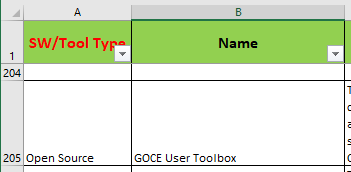 A B
1 SW/Tool Type Name
204
205 Open Source GOCE User Toolbox